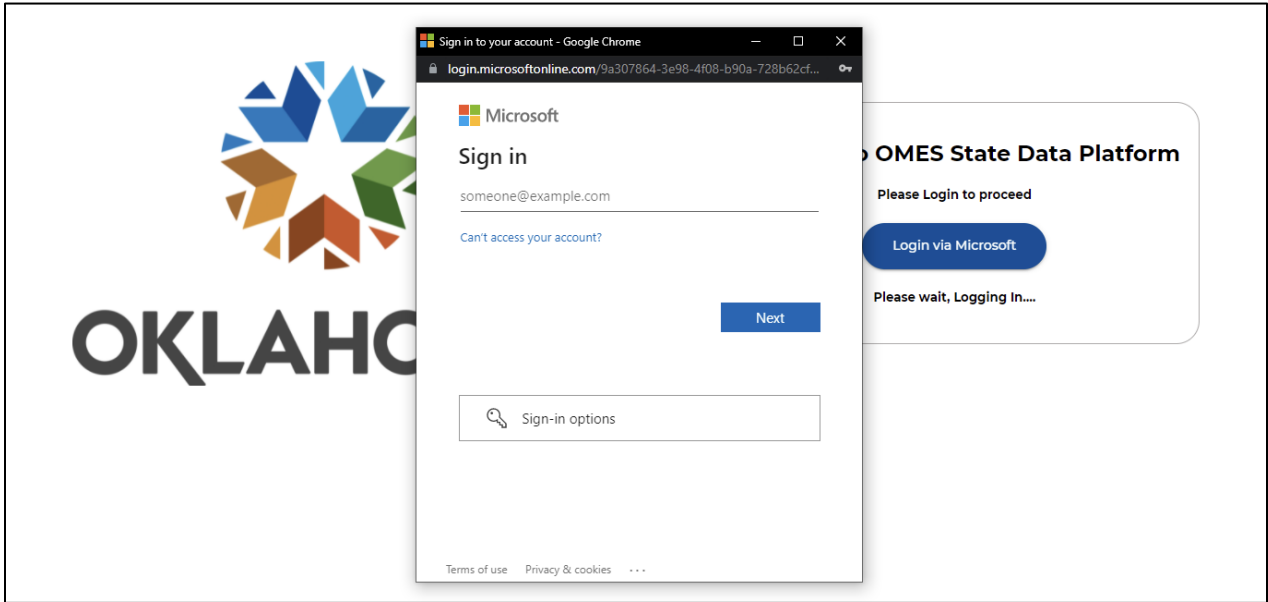 Sign in to your account - Google Chrome
login.microsoftonline.com/9a307864-3e98-4f08-b90a-728b62cf...
Microsoft
Sign in
someone@example.com
Can't access your account?
Next
Sign-in options
Terms of use Privacy & cookies ...
OKLAHO
OMES State Data Platform
Please Login to proceed
Login via Microsoft
Please wait, Logging In....